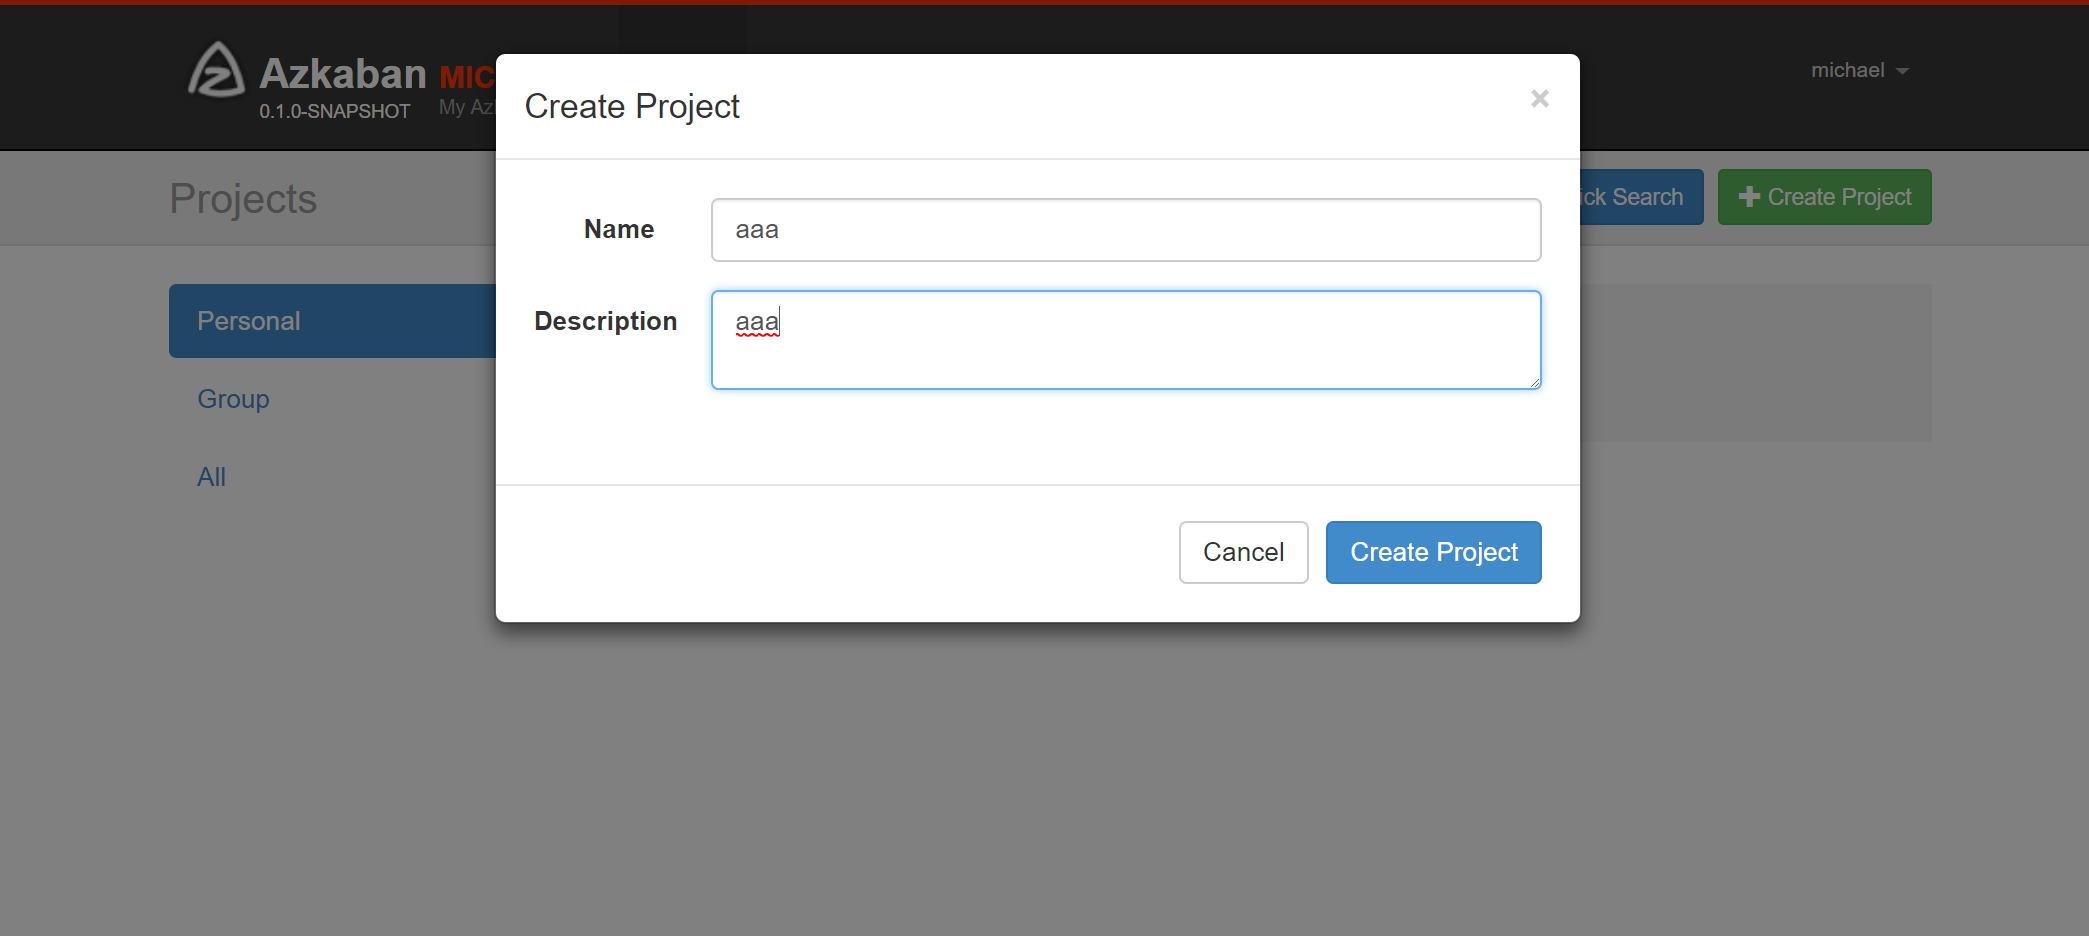 Azkaban MIC
0.1.0-SNAPSHOT My Az
michael
Create Project
×
Projects
ick Search
Create Project
Name aaa
Description aaa
Personal
Group
All
Cancel Create Project